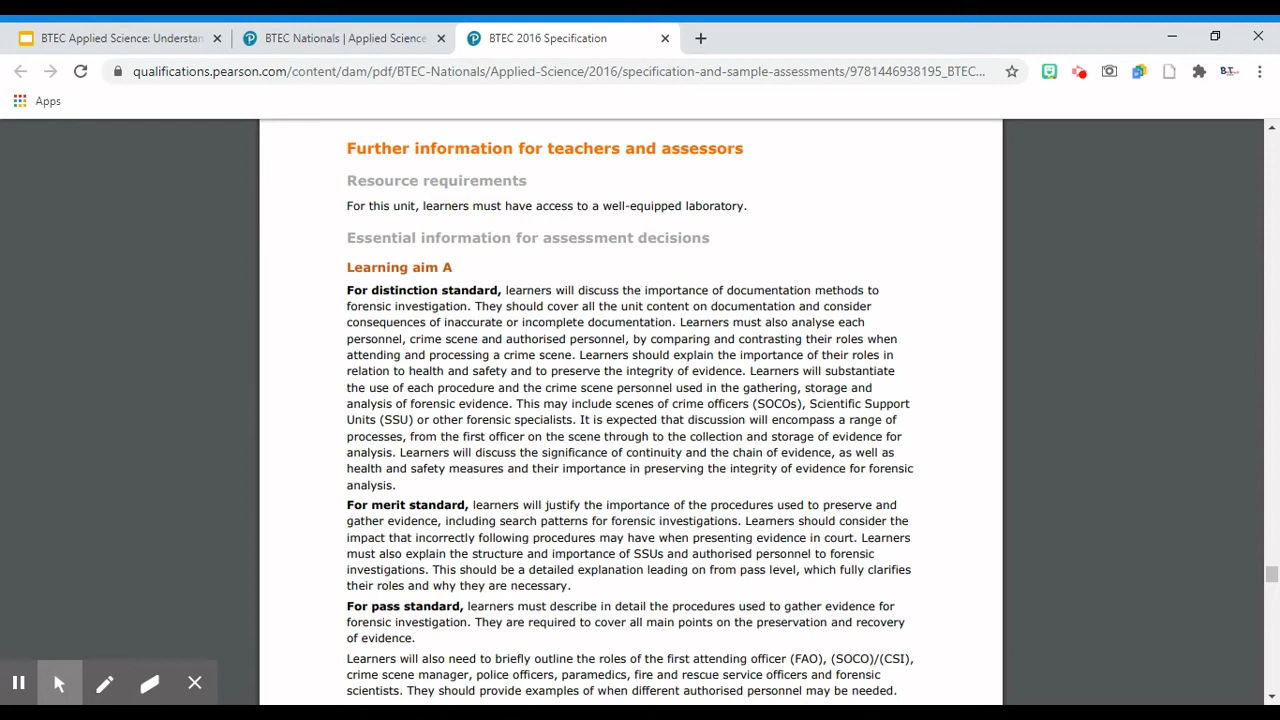 BTEC Applied Science: Understan
BTEC Nationals | Applied Science
BTEC 2016 Specification
qualifications.pearson.com/content/dam/pdf/BTEC-Nationals/Applied-Science/2016/specification-and-sample-assessments/9781446938195_BTEC...
Apps
Further information for teachers and assessors
Resource requirements
For this unit, learners must have access to a well-equipped laboratory.
Essential information for assessment decisions
Learning aim A
For distinction standard, learners will discuss the importance of documentation methods to
forensic investigation. They should cover all the unit content on documentation and consider
consequences of inaccurate or incomplete documentation. Learners must also analyse each
personnel, crime scene and authorised personnel, by comparing and contrasting their roles when
attending and processing a crime scene. Learners should explain the importance of their roles in
relation to health and safety and to preserve the integrity of evidence. Learners will substantiate
the use of each procedure and the crime scene personnel used in the gathering, storage and
analysis of forensic evidence. This may include scenes of crime officers (SOCOs), Scientific Support
Units (SSU) or other forensic specialists. It is expected that discussion will encompass a range of
processes, from the first officer on the scene through to the collection and storage of evidence for
analysis. Learners will discuss the significance of continuity and the chain of evidence, as well as
health and safety measures and their importance in preserving the integrity of evidence for forensic
analysis.
For merit standard, learners will justify the importance of the procedures used to preserve and
gather evidence, including search patterns for forensic investigations. Learners should consider the
impact that incorrectly following procedures may have when presenting evidence in court. Learners
must also explain the structure and importance of SSUs and authorised personnel to forensic
investigations. This should be a detailed explanation leading on from pass level, which fully clarifies
their roles and why they are necessary.
For pass standard, learners must describe in detail the procedures used to gather evidence for
forensic investigation. They are required to cover all main points on the preservation and recovery
of evidence.
Learners will also need to briefly outline the roles of the first attending officer (FAO), (SOCO)/(CSI),
crime scene manager, police officers, paramedics, fire and rescue service officers and forensic
scientists. They should provide examples of when different authorised personnel may be needed.